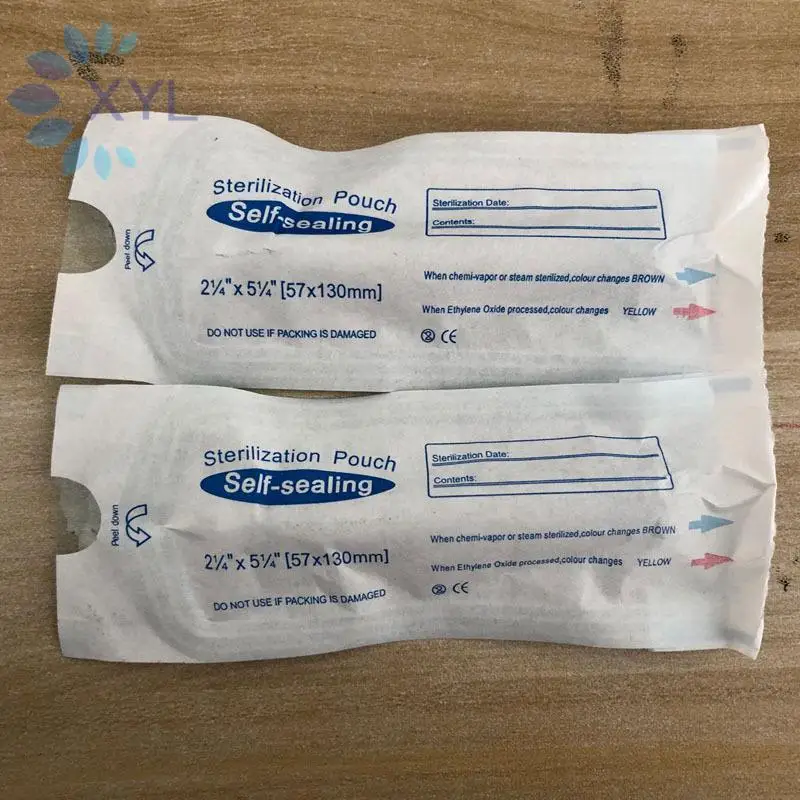 XYL
Sterilization Pouch
Self-sealing
Sterilization Date:
Contents:
Peel down
2¼" x 5¼" [57x130mm]
When chemi-vapor or steam sterilized,colour changes BROWN
When Ethylene Oxide processed,colour changes YELLOW
DO NOT USE IF PACKING IS DAMAGED
2 CE
Sterilization Pouch
Self-sealing
Sterilization Date:
Contents:
Peel down
2¼" x 5¼" [57x130mm]
When chemi-vapor or steam sterilized,colour changes BROWN
When Ethylene Oxide processed,colour changes YELLOW
DO NOT USE IF PACKING IS DAMAGED
2 CE